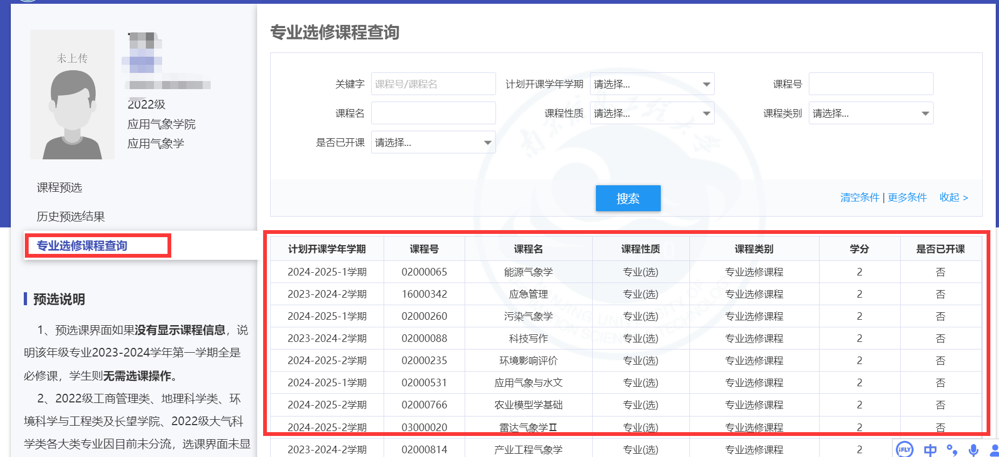 未上传
2022级
应用气象学院
应用气象学
课程预选
历史预选结果
专业选修课程查询
预选说明
1、预选课界面如果没有显示课程信息，说
明该年级专业2023-2024学年第一学期全是
必修课，学生则无需选课操作。
2、2022级工商管理类、地理科学类、环
境科学与工程类及长望学院、2022级大气科
学类各大类专业因目前未分流，选课界面未显
专业选修课程查询
关键字 课程号/课程名 计划开课学年学期 请选择... 课程号
课程名 课程性质 请选择... 课程类别 请选择...
是否已开课 请选择...
搜索 清空条件 | 更多条件 收起 >
计划开课学年学期 课程号 课程名 课程性质 课程类别 学分 是否已开课
2024-2025-1学期 02000065 能源气象学 专业(选) 专业选修课程 2 否
2023-2024-2学期 16000342 应急管理 专业(选) 专业选修课程 2 否
2024-2025-1学期 02000260 污染气象学 专业(选) 专业选修课程 2 否
2023-2024-2学期 02000088 科技写作 专业(选) 专业选修课程 2 否
2024-2025-2学期 02000235 环境影响评价 专业(选) 专业选修课程 2 否
2024-2025-1学期 02000531 应用气象与水文 专业(选) 专业选修课程 2 否
2024-2025-2学期 02000766 农业模型学基础 专业(选) 专业选修课程 2 否
2024-2025-2学期 03000020 雷达气象学Ⅱ 专业(选) 专业选修课程 2 否
2023-2024-2学期 02000814 产业工程气象学 专业(选) 专业选修课程 2
iFLY 中